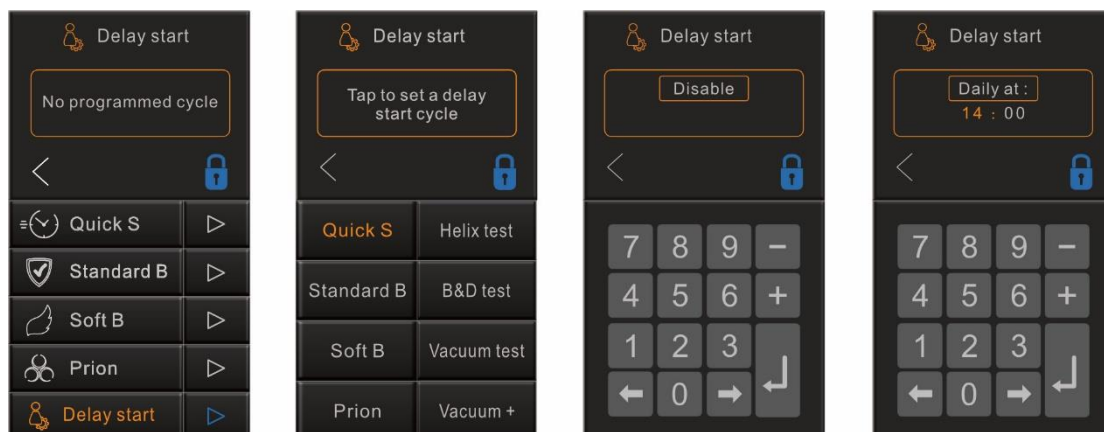 Delay start
No programmed cycle
Quick S
Standard B
Soft B
Prion
Delay start
Delay start
Tap to set a delay
start cycle
Quick S Helix test
Standard B B&D test
Soft B Vacuum test
Prion Vacuum +
Delay start
Disable
7 8 9 −
4 5 6 +
1 2 3
0
Delay start
Daily at :
14 : 00
7 8 9 −
4 5 6 +
1 2 3
0